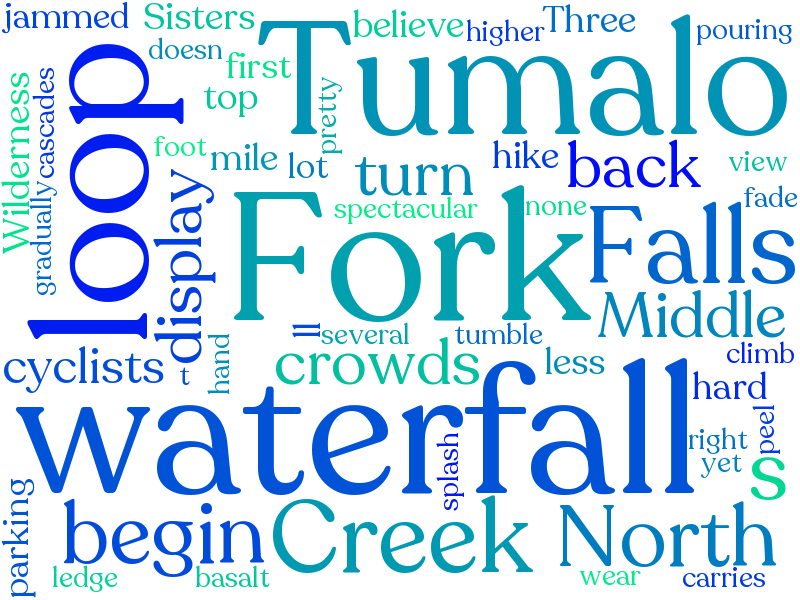 jammed
Sisters
believe
higher
Three
pouring
doesn
first
top
Tumalo
Wilderness
cascades
loop
pretty
foot
mile
lot
turn
hike
back
view
gradually
display
spectacular
none
fade
Fork
Falls
Middle
ll
several
tumble
cyclists
t
hand
crowds
less
climb
hard
waterfall
peel
right
yet
s
splash
parking
begin
Creek
North
ledge
basalt
wear
carries